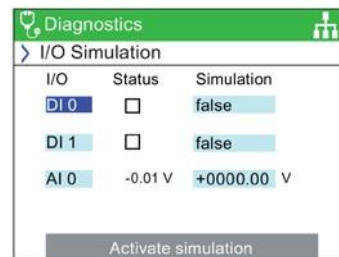 Diagnostics
> I/O Simulation
I/O Status Simulation
DI 0 false
DI 1 false
AI 0 -0.01 V +0000.00 V
Activate simulation